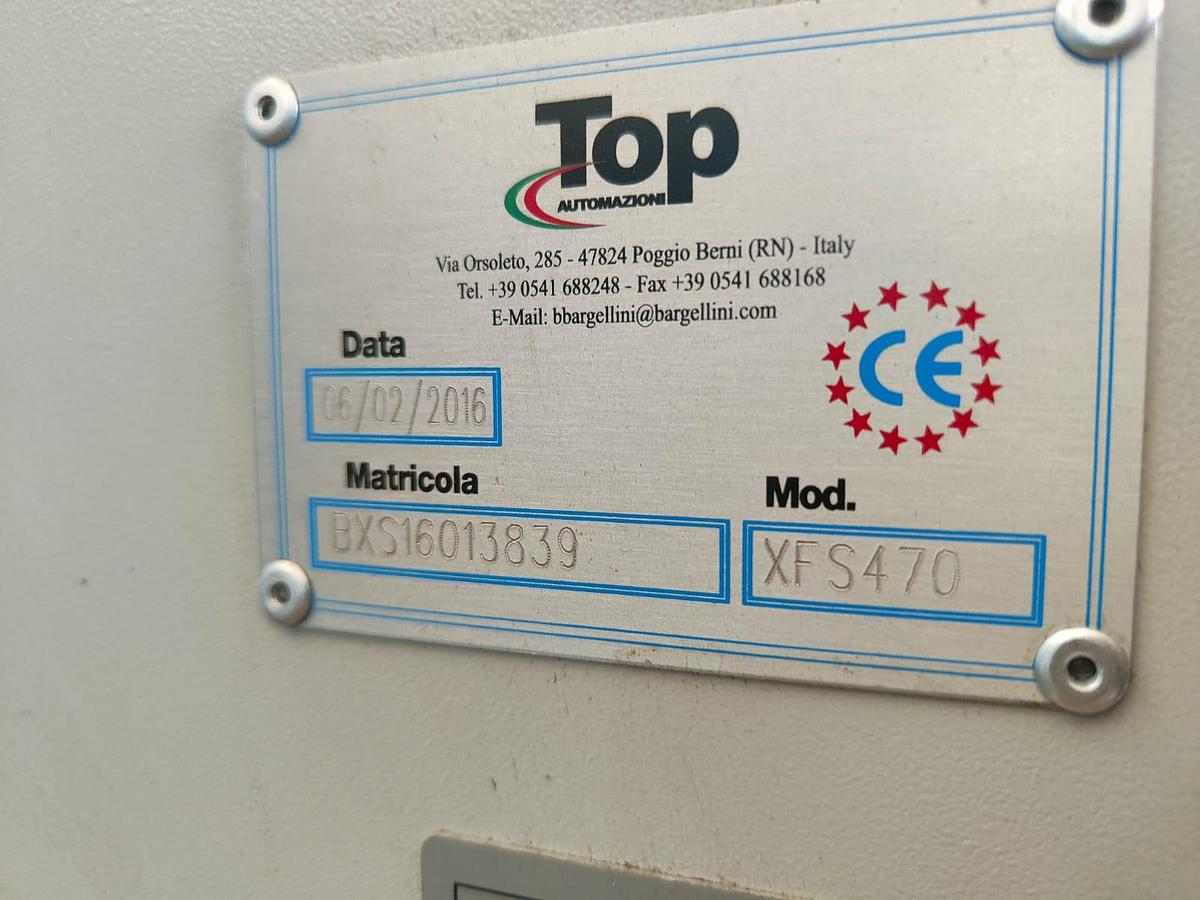 Top
AUTOMAZIONI
Via Orsoleto, 285 - 47824 Poggio Berni (RN) - Italy
Tel. +39 0541 688248 - Fax +39 0541 688168
E-Mail: bbargellini@bargellini.com
CE
Data
06/02/2016
Matricola
BXS16013839
Mod.
XFS470